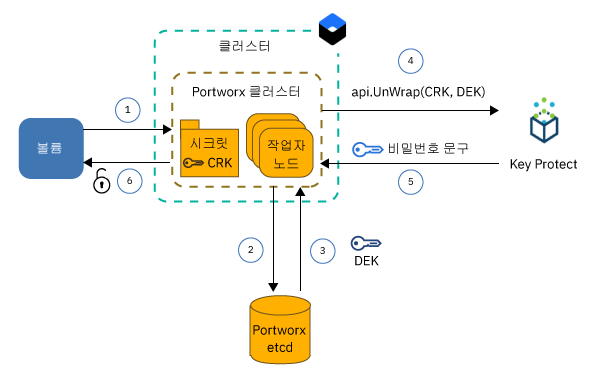 클러스터
4
Portworx 클러스터
api.UnWrap(CRK, DEK)
1
시크릿
CRK
작업자
노드
볼륨
비밀번호 문구
Key Protect
6
5
2
3
DEK
Portworx
etcd